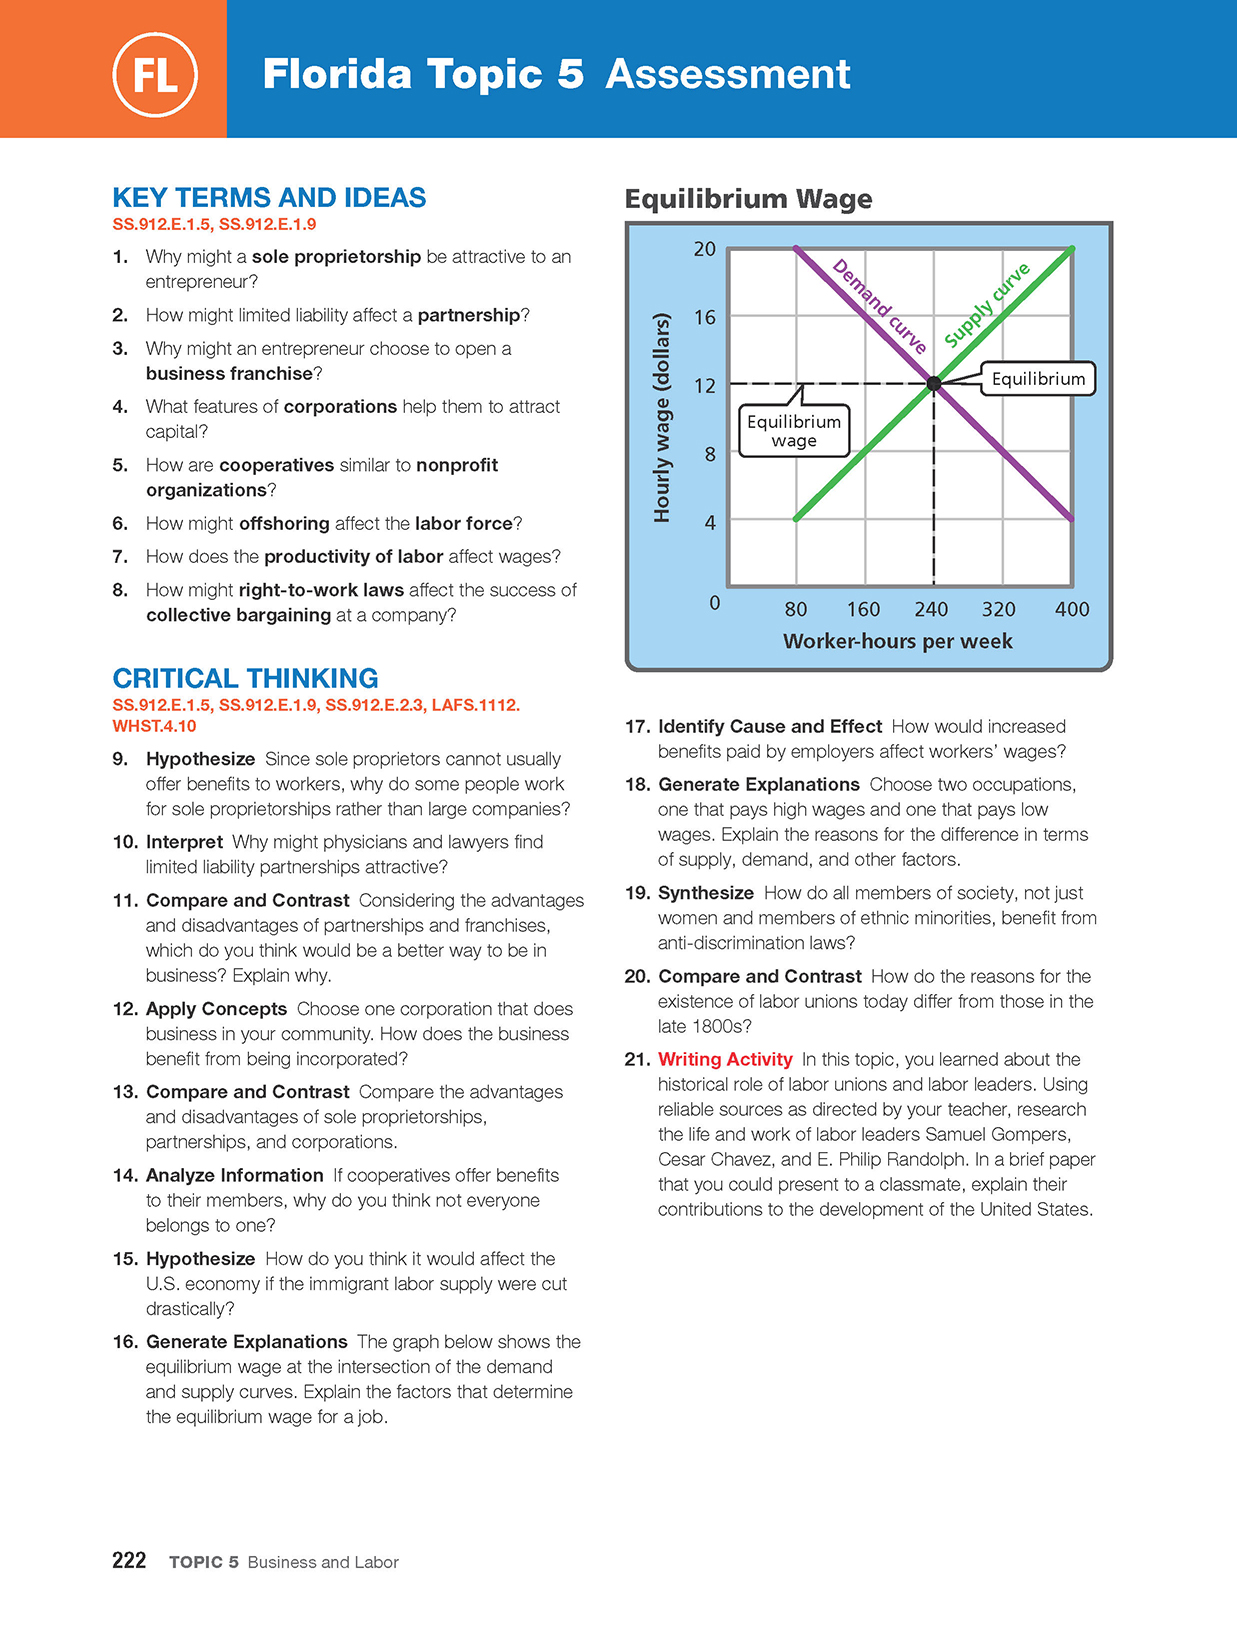 FL
Florida Topic 5 Assessment
KEY TERMS AND IDEAS
SS.912.E.1.5, SS.912.E.1.9
1. Why might a sole proprietorship be attractive to an
entrepreneur?
2. How might limited liability affect a partnership?
3. Why might an entrepreneur choose to open a
business franchise?
4. What features of corporations help them to attract
capital?
5. How are cooperatives similar to nonprofit
organizations?
6. How might offshoring affect the labor force?
7. How does the productivity of labor affect wages?
8. How might right-to-work laws affect the success of
collective bargaining at a company?
CRITICAL THINKING
SS.912.E.1.5, SS.912.E.1.9, SS.912.E.2.3, LAFS.1112.
WHST.4.10
9. Hypothesize Since sole proprietors cannot usually
offer benefits to workers, why do some people work
for sole proprietorships rather than large companies?
10. Interpret Why might physicians and lawyers find
limited liability partnerships attractive?
11. Compare and Contrast Considering the advantages
and disadvantages of partnerships and franchises,
which do you think would be a better way to be in
business? Explain why.
12. Apply Concepts Choose one corporation that does
business in your community. How does the business
benefit from being incorporated?
13. Compare and Contrast Compare the advantages
and disadvantages of sole proprietorships,
partnerships, and corporations.
14. Analyze Information If cooperatives offer benefits
to their members, why do you think not everyone
belongs to one?
15. Hypothesize How do you think it would affect the
U.S. economy if the immigrant labor supply were cut
drastically?
16. Generate Explanations The graph below shows the
equilibrium wage at the intersection of the demand
and supply curves. Explain the factors that determine
the equilibrium wage for a job.
Equilibrium Wage
Hourly wage (dollars)
20
16
12
8
4
0
80 160 240 320 400
Worker-hours per week
Demand curve
Supply curve
Equilibrium
Equilibrium
wage
17. Identify Cause and Effect How would increased
benefits paid by employers affect workers' wages?
18. Generate Explanations Choose two occupations,
one that pays high wages and one that pays low
wages. Explain the reasons for the difference in terms
of supply, demand, and other factors.
19. Synthesize How do all members of society, not just
women and members of ethnic minorities, benefit from
anti-discrimination laws?
20. Compare and Contrast How do the reasons for the
existence of labor unions today differ from those in the
late 1800s?
21. Writing Activity In this topic, you learned about the
historical role of labor unions and labor leaders. Using
reliable sources as directed by your teacher, research
the life and work of labor leaders Samuel Gompers,
Cesar Chavez, and E. Philip Randolph. In a brief paper
that you could present to a classmate, explain their
contributions to the development of the United States.
222 TOPIC 5 Business and Labor